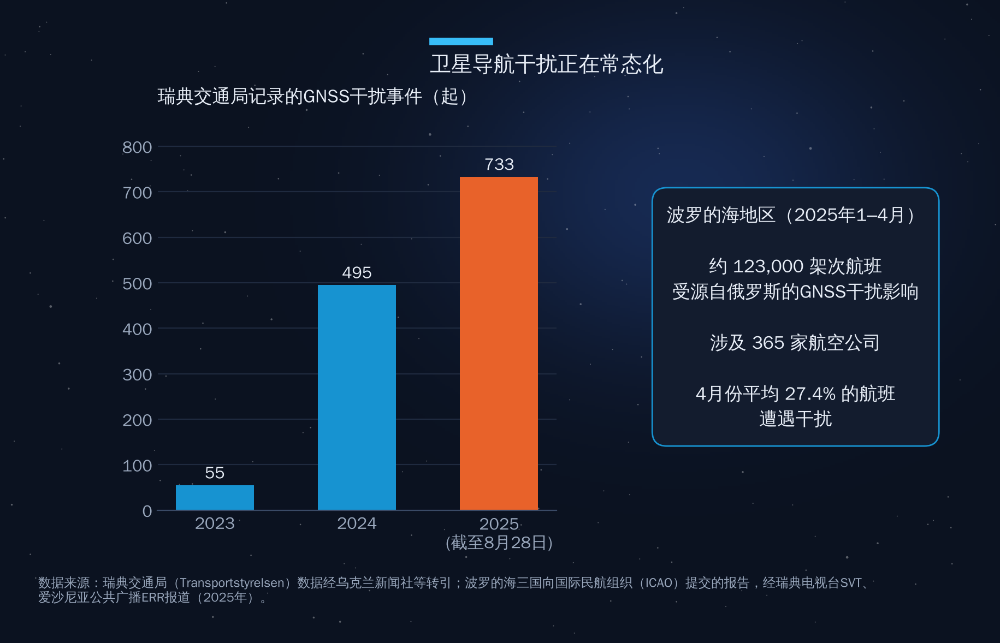 卫星导航干扰正在常态化
瑞典交通局记录的GNSS干扰事件（起）
800
700
600
500
400
300
200
100
0
55
495
733
2023
2024
2025
(截至8月28日)
波罗的海地区（2025年1–4月）
约 123,000 架次航班
受源自俄罗斯的GNSS干扰影响
涉及 365 家航空公司
4月份平均 27.4% 的航班
遭遇干扰
数据来源：瑞典交通局（Transportstyrelsen）数据经乌克兰新闻社等转引；波罗的海三国向国际民航组织（ICAO）提交的报告，经瑞典电视台SVT、
爱沙尼亚公共广播ERR报道（2025年）。